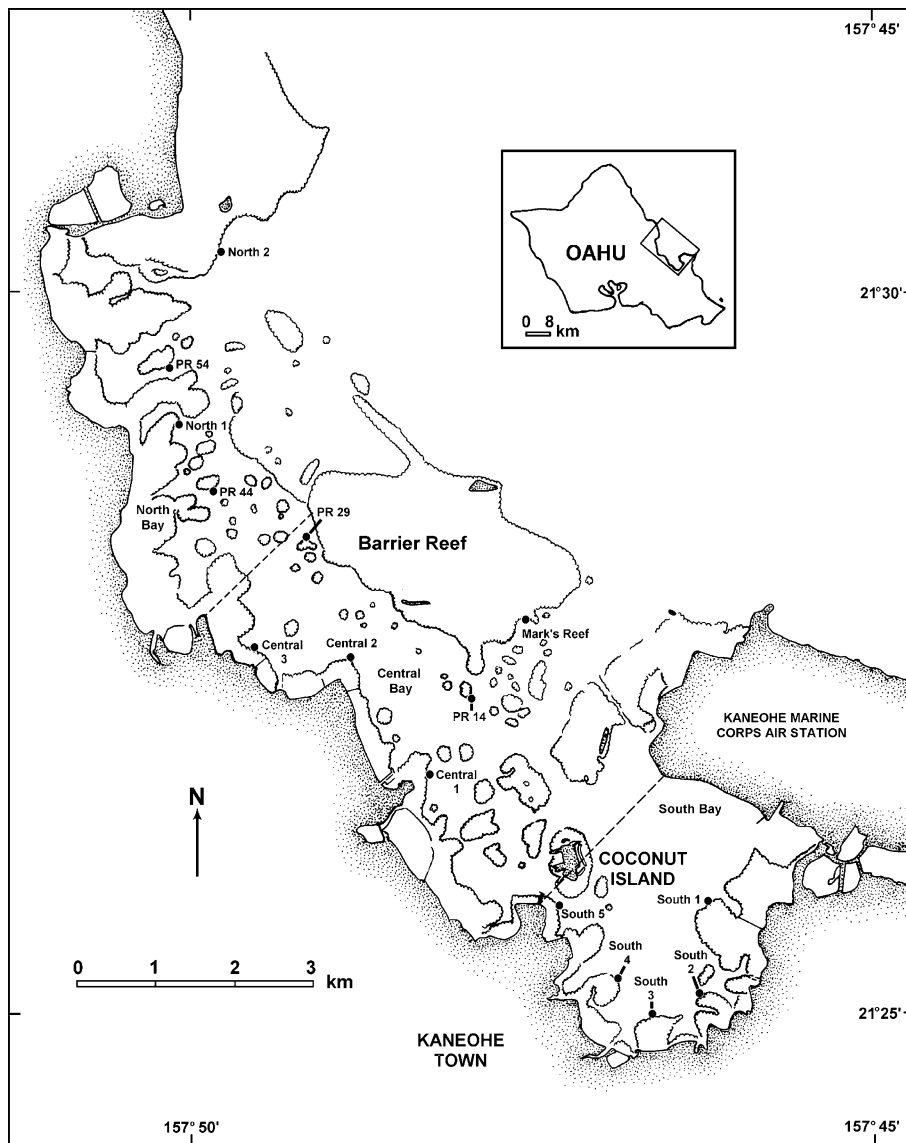 157° 45'
OAHU
0 8
km
North 2
21°30'
PR 54
North 1
PR 44
North
Bay
PR 29
Barrier Reef
Mark's Reef
Central
3
Central 2
Central
Bay
PR 14
KANEOHE MARINE
CORPS AIR STATION
Central
1
South Bay
N
COCONUT
ISLAND
South 1
South 5
South
4
South
2
South
3
0 1 2 3
km
21°25'
KANEOHE
TOWN
157° 50'
157° 45'